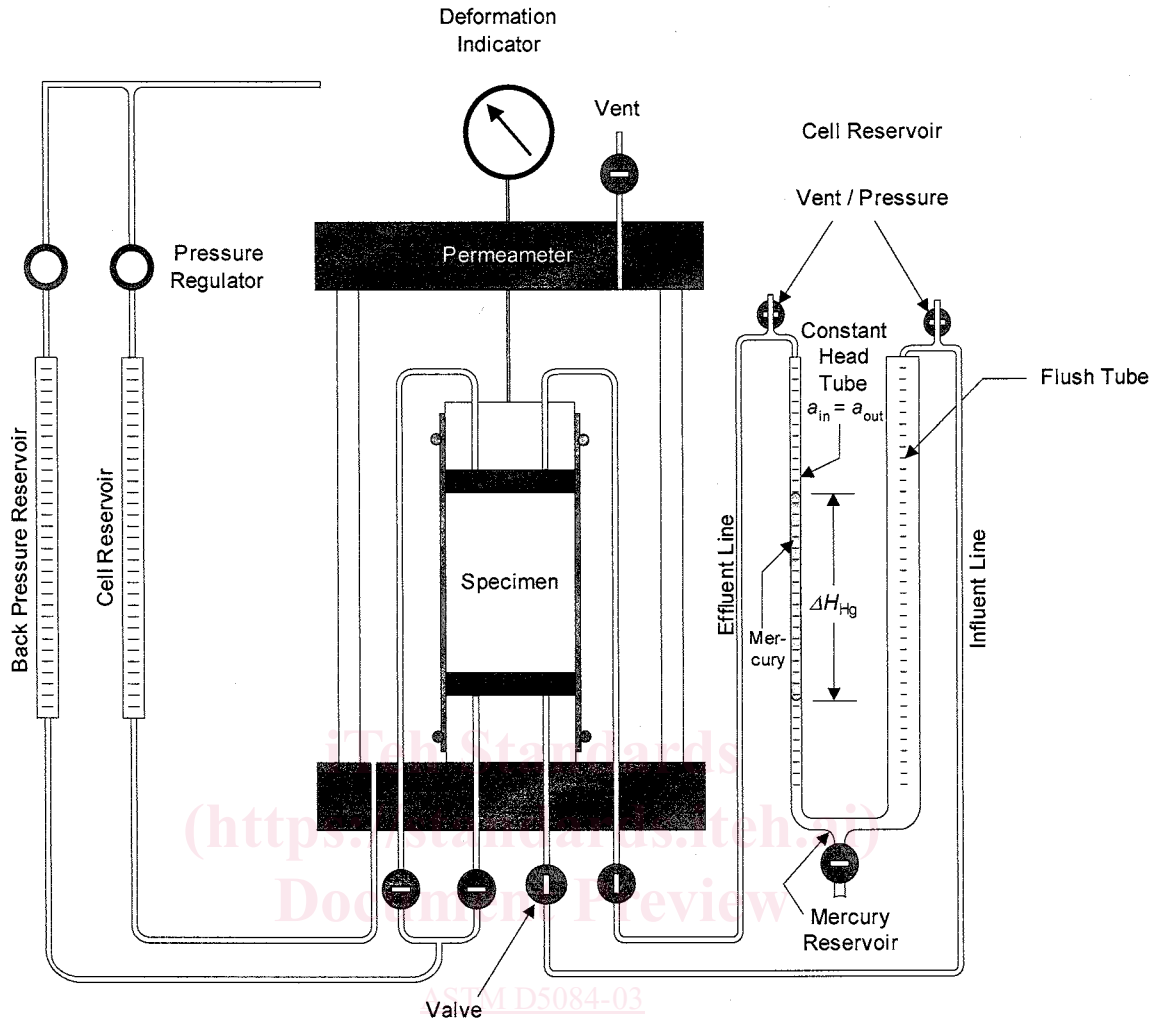 Deformation
Indicator
Vent
Cell Reservoir
Vent / Pressure
Pressure
Regulator
Permeameter
Constant
Head
Tube
a_in = a_out
Flush Tube
Back Pressure Reservoir
Cell Reservoir
Specimen
Effluent Line
Mer-
cury
ΔH_Hg
Influent Line
iTeh Standards
(https://standards.iteh.ai)
Document Preview
Mercury
Reservoir
Valve
ASTM D5084-03